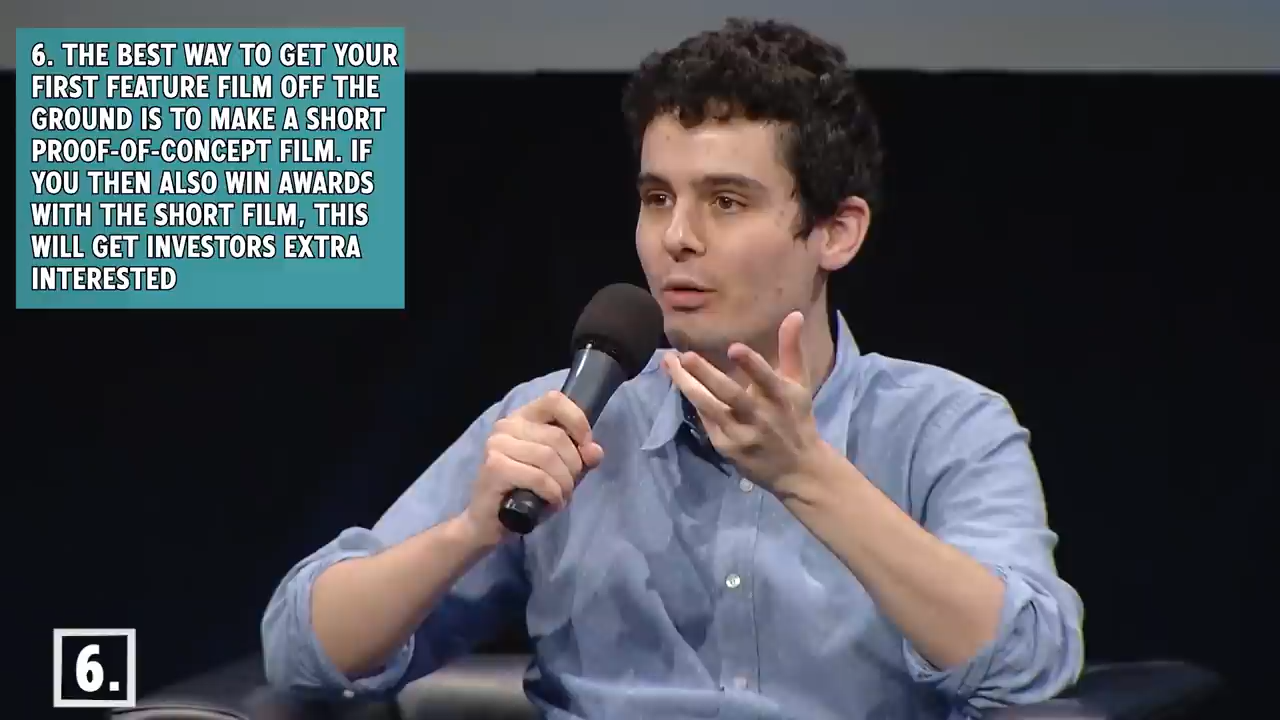 6. THE BEST WAY TO GET YOUR
FIRST FEATURE FILM OFF THE
GROUND IS TO MAKE A SHORT
PROOF-OF-CONCEPT FILM. IF
YOU THEN ALSO WIN AWARDS
WITH THE SHORT FILM, THIS
WILL GET INVESTORS EXTRA
INTERESTED
6.